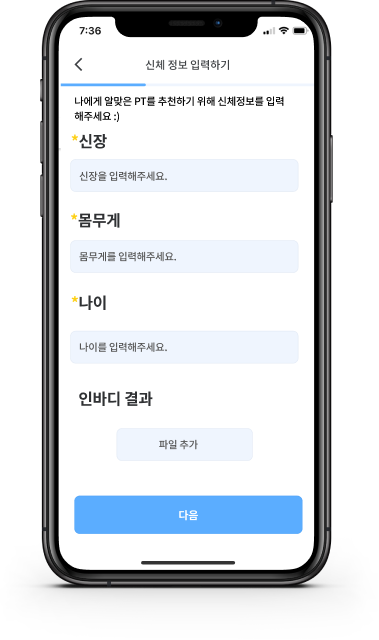 7:36
신체 정보 입력하기
나에게 알맞은 PT를 추천하기 위해 신체정보를 입력
해주세요 :)
*신장
신장을 입력해주세요.
*몸무게
몸무게를 입력해주세요.
*나이
나이를 입력해주세요.
인바디 결과
파일 추가
다음